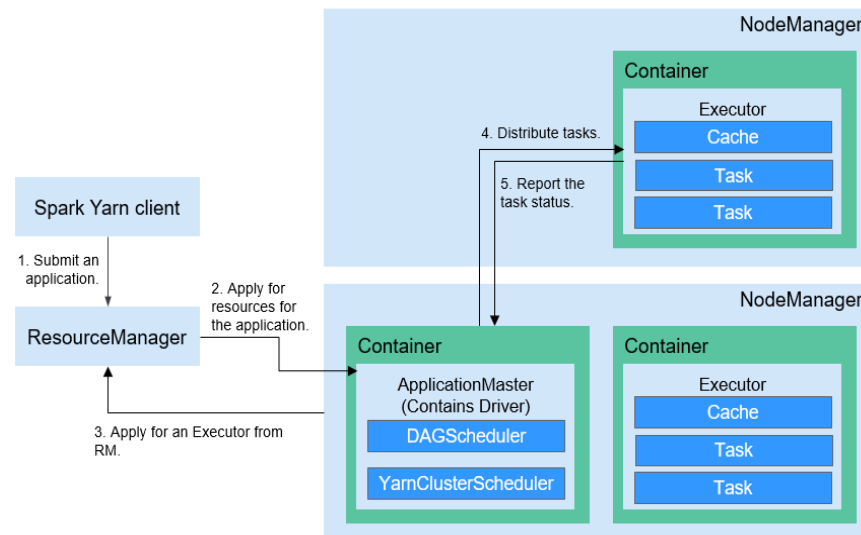 NodeManager
Container
Executor
Cache
Task
Task
4. Distribute tasks.
5. Report the
task status.
Spark Yarn client
1. Submit an
application.
ResourceManager
2. Apply for
resources for
the application.
3. Apply for an Executor from
RM.
NodeManager
Container
ApplicationMaster
(Contains Driver)
DAGScheduler
YarnClusterScheduler
Container
Executor
Cache
Task
Task